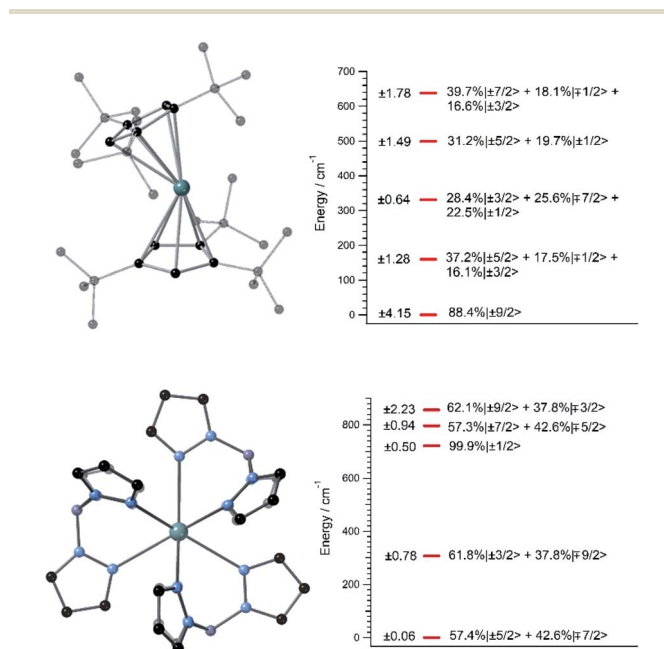 700
600
500
400
300
200
100
0
Energy / cm⁻¹
±1.78 39.7%|±7/2> + 18.1%|∓1/2> +
16.6%|±3/2>
±1.49 31.2%|±5/2> + 19.7%|±1/2>
±0.64 28.4%|±3/2> + 25.6%|∓7/2> +
22.5%|±1/2>
±1.28 37.2%|±5/2> + 17.5%|∓1/2> +
16.1%|±3/2>
±4.15 88.4%|±9/2>
800
600
400
200
0
Energy / cm⁻¹
±2.23 62.1%|±9/2> + 37.8%|∓3/2>
±0.94 57.3%|±7/2> + 42.6%|∓5/2>
±0.50 99.9%|±1/2>
±0.78 61.8%|±3/2> + 37.8%|∓9/2>
±0.06 57.4%|±5/2> + 42.6%|∓7/2>